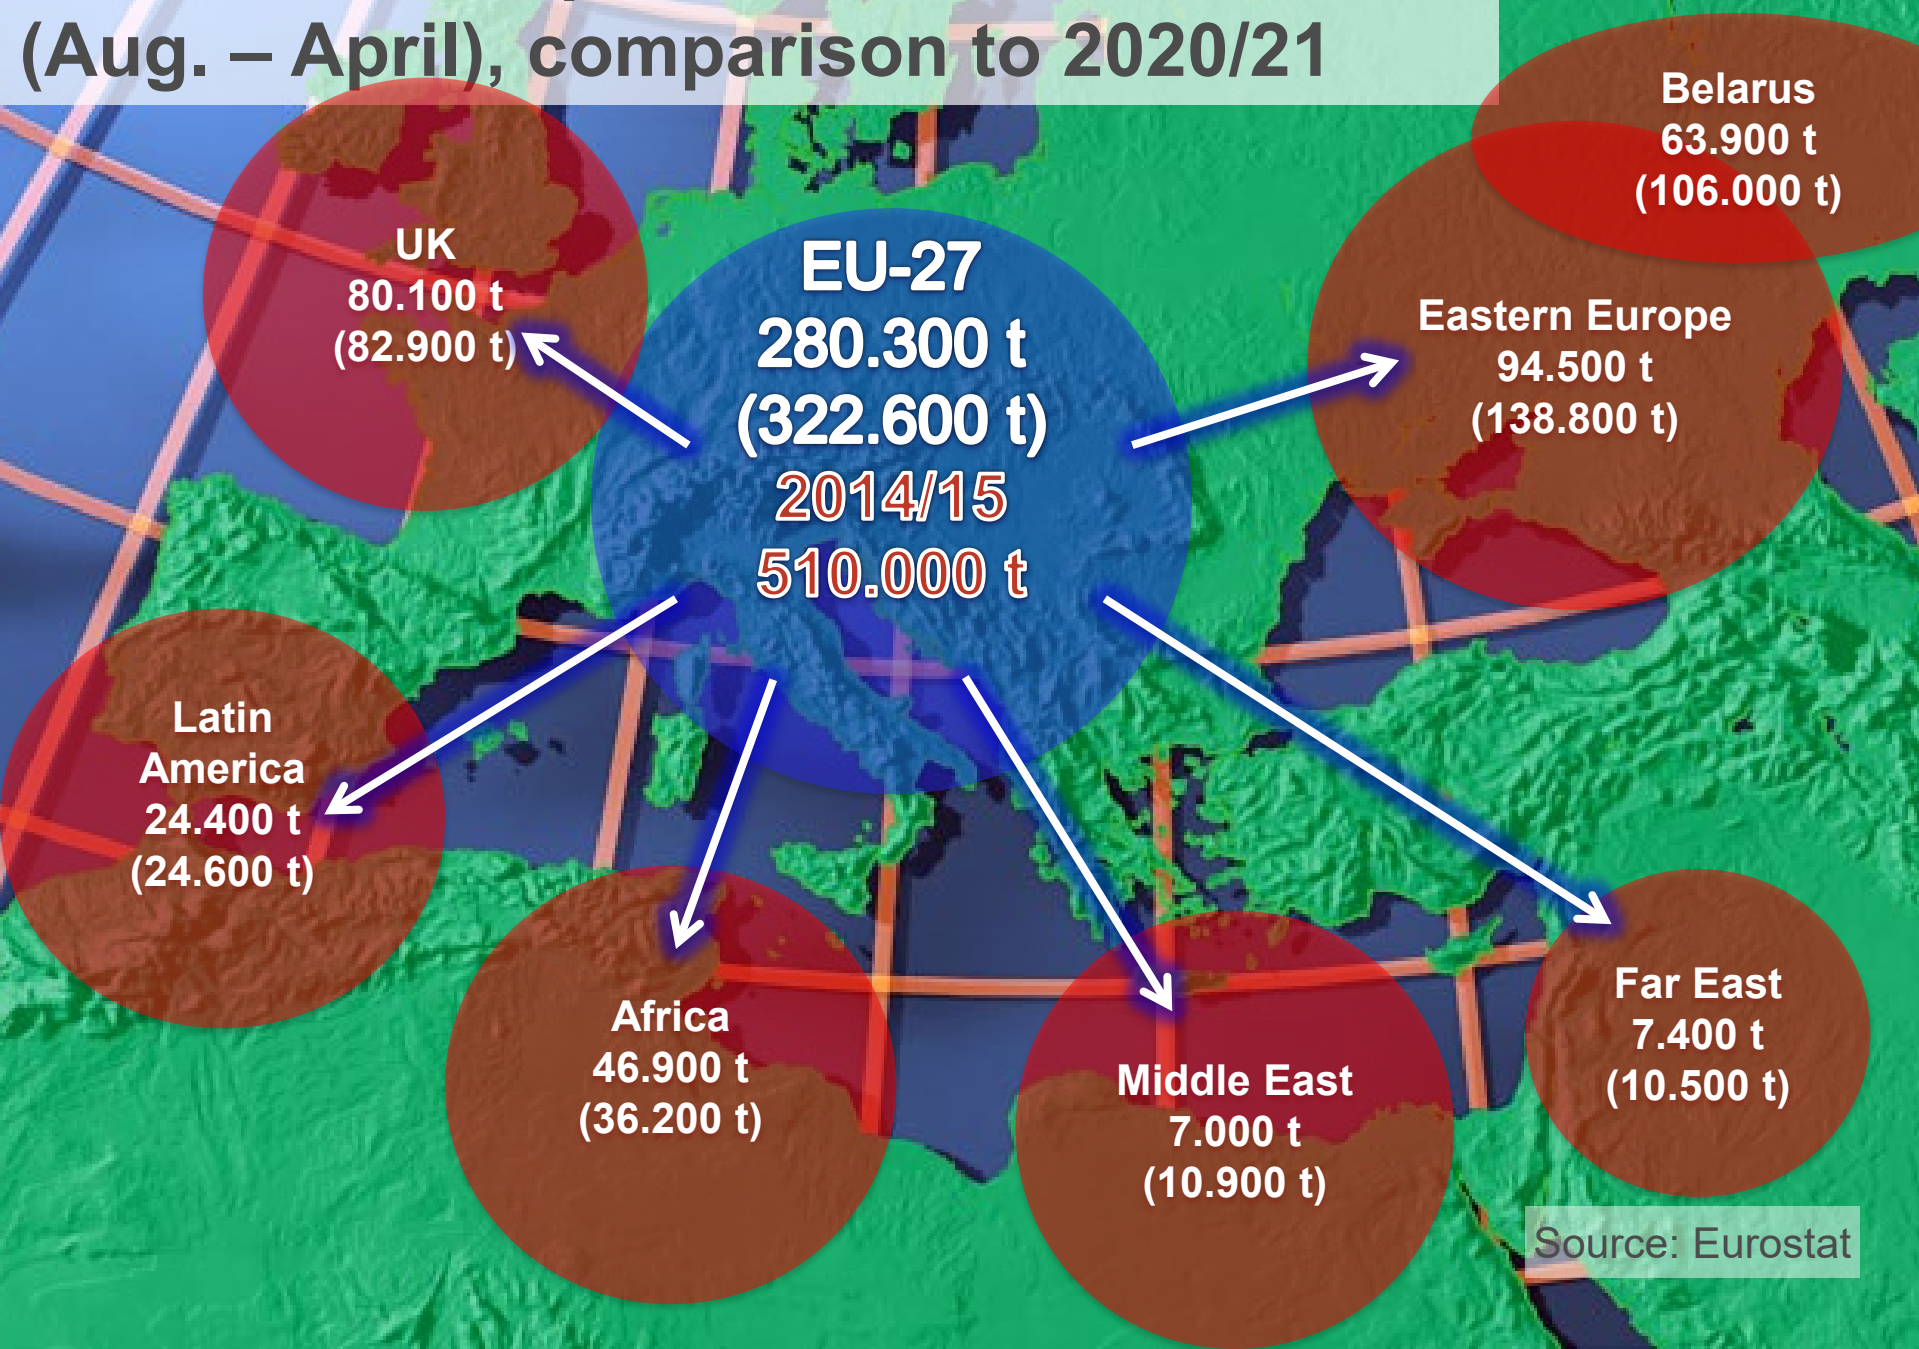 (Aug. – April), comparison to 2020/21
Belarus
63.900 t
(106.000 t)
UK
80.100 t
(82.900 t)
EU-27
280.300 t
(322.600 t)
2014/15
510.000 t
Eastern Europe
94.500 t
(138.800 t)
Latin
America
24.400 t
(24.600 t)
Africa
46.900 t
(36.200 t)
Middle East
7.000 t
(10.900 t)
Far East
7.400 t
(10.500 t)
Source: Eurostat